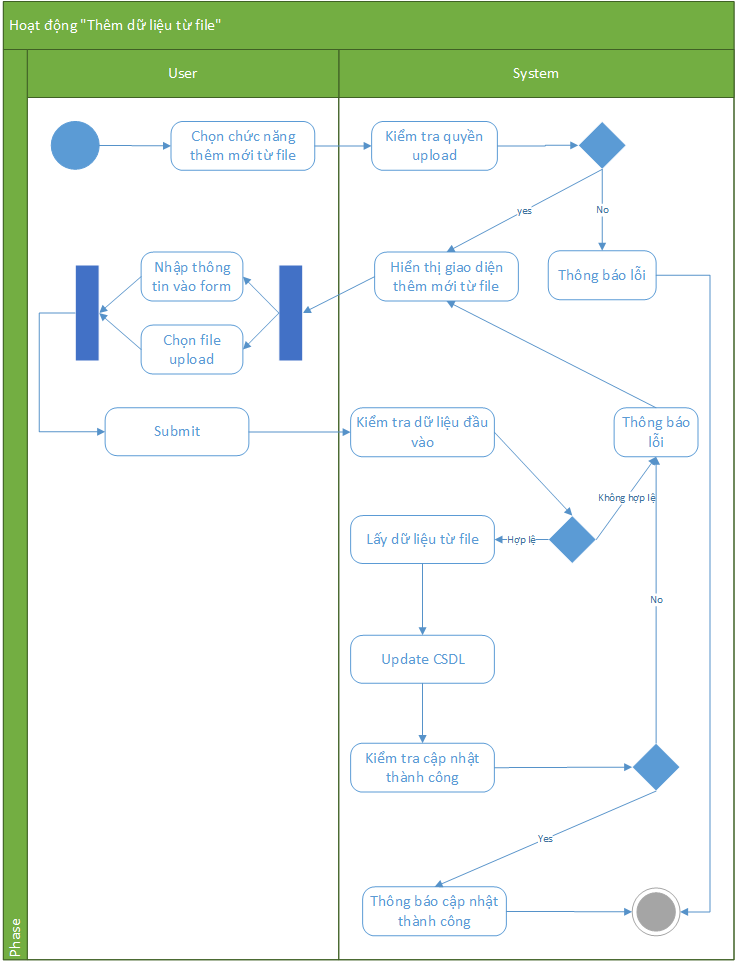 Hoạt động "Thêm dữ liệu từ file"
User
System
Chọn chức năng
thêm mới từ file
Kiểm tra quyền
upload
yes
No
Nhập thông
tin vào form
Hiển thị giao diện
thêm mới từ file
Thông báo lỗi
Chọn file
upload
Submit
Kiểm tra dữ liệu đầu
vào
Thông báo
lỗi
Không hợp lệ
Lấy dữ liệu từ file
Hợp lệ
No
Update CSDL
Kiểm tra cập nhật
thành công
Yes
Thông báo cập nhật
thành công
Phase